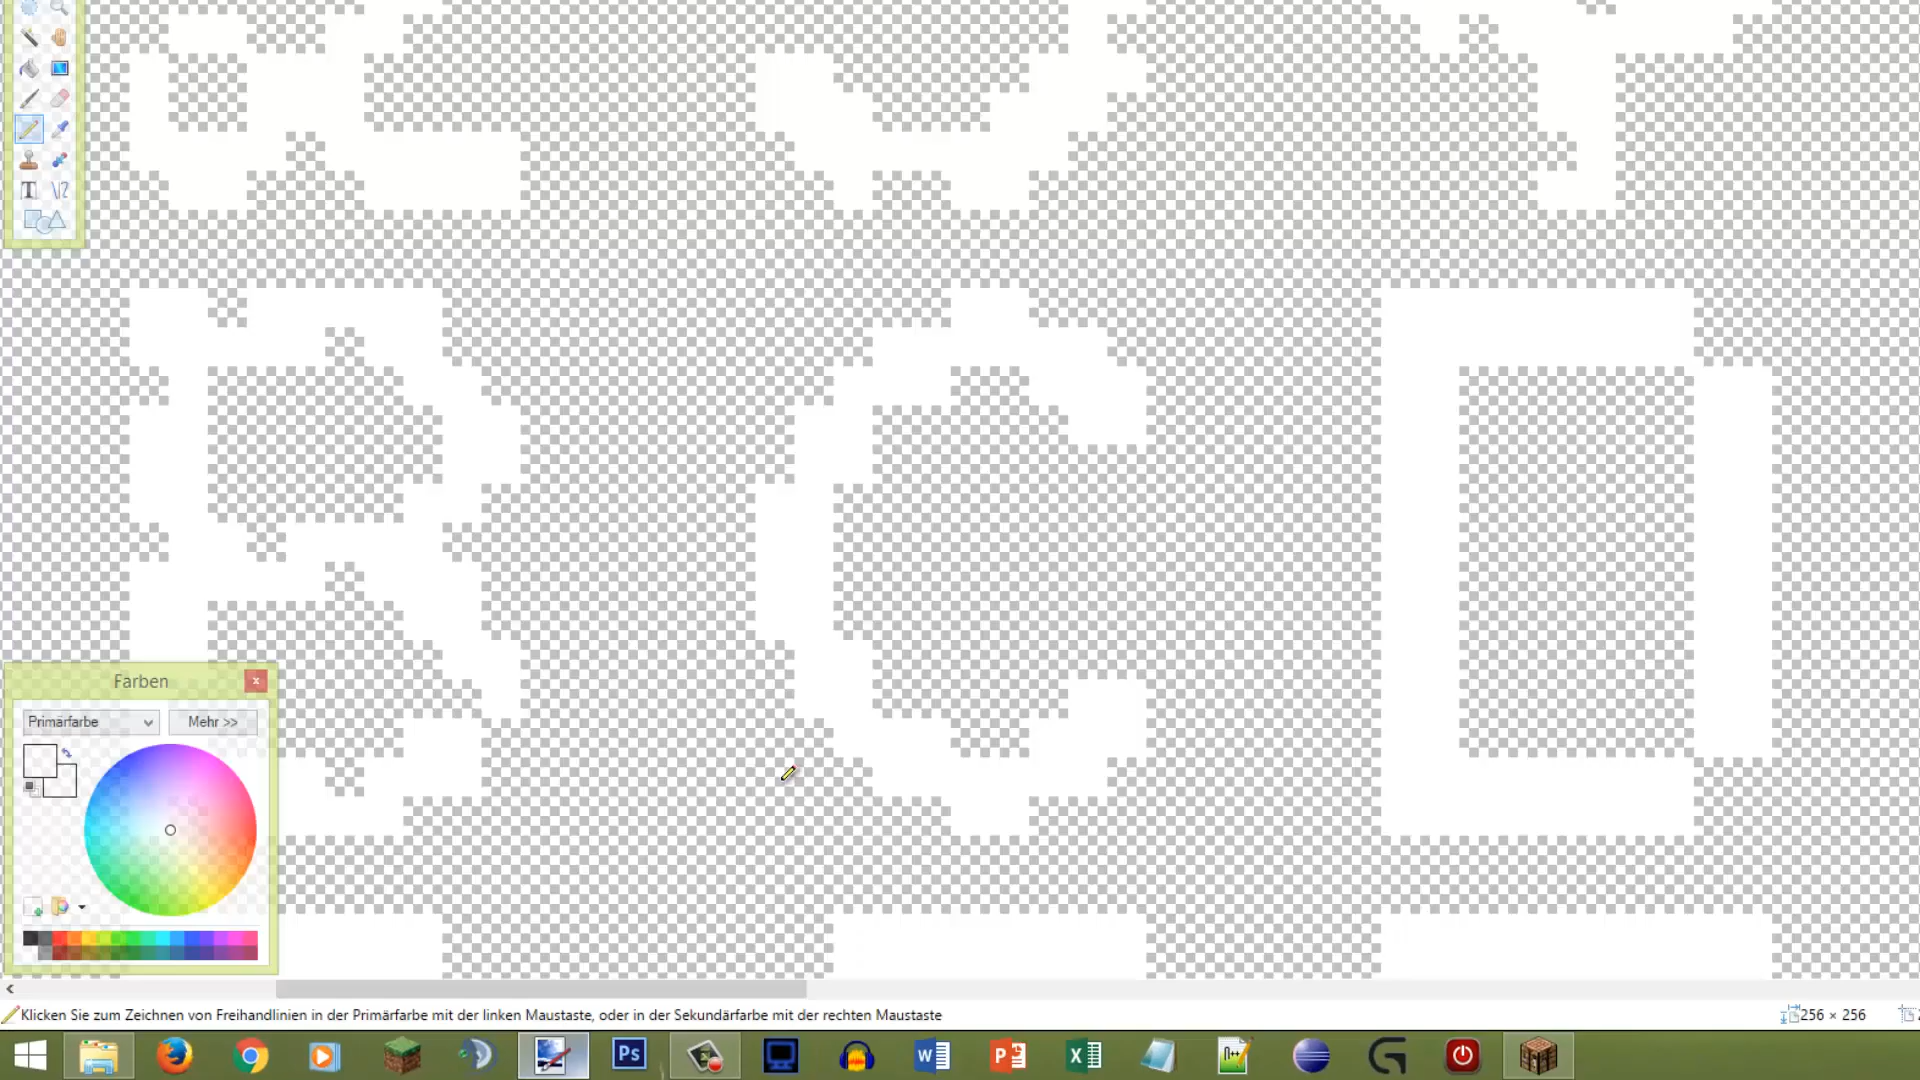 B C D
Farben
Primärfarbe Mehr >>
Klicken Sie zum Zeichnen von Freihandlinien in der Primärfarbe mit der linken Maustaste, oder in der Sekundärfarbe mit der rechten Maustaste
256 × 256
Ps